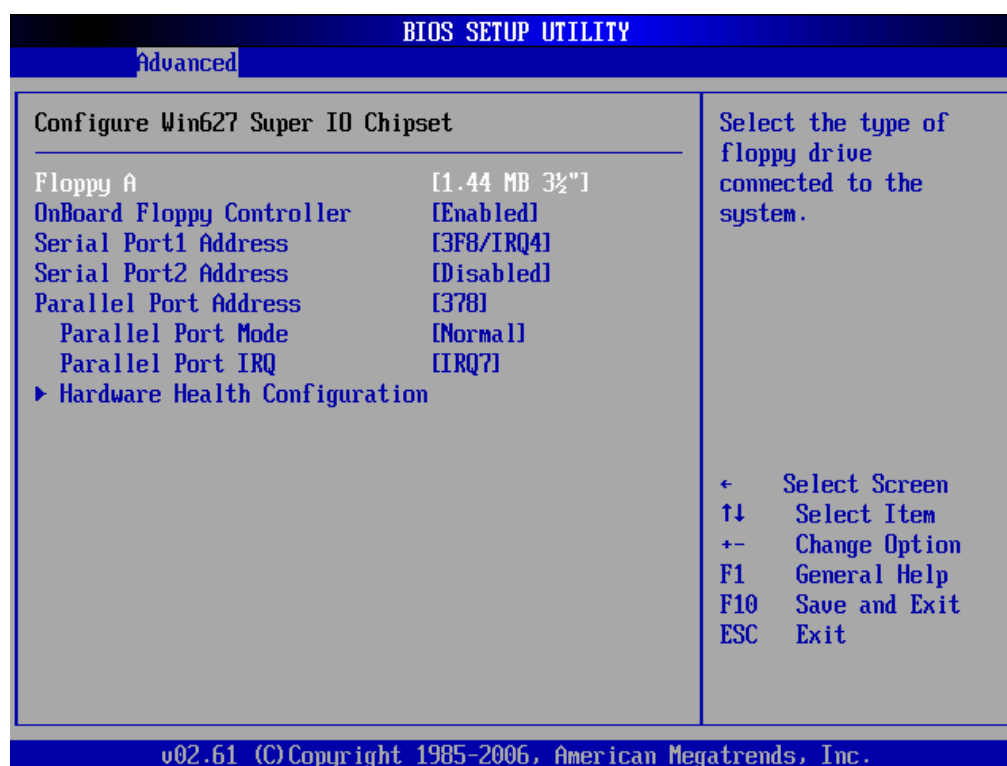 BIOS SETUP UTILITY
Advanced
Configure Win627 Super IO Chipset
Floppy A [1.44 MB 3½"]
OnBoard Floppy Controller [Enabled]
Serial Port1 Address [3F8/IRQ4]
Serial Port2 Address [Disabled]
Parallel Port Address [378]
Parallel Port Mode [Normal]
Parallel Port IRQ [IRQ7]
▶ Hardware Health Configuration
Select the type of
floppy drive
connected to the
system.
← Select Screen
↑↓ Select Item
+- Change Option
F1 General Help
F10 Save and Exit
ESC Exit
v02.61 (C)Copyright 1985-2006, American Megatrends, Inc.